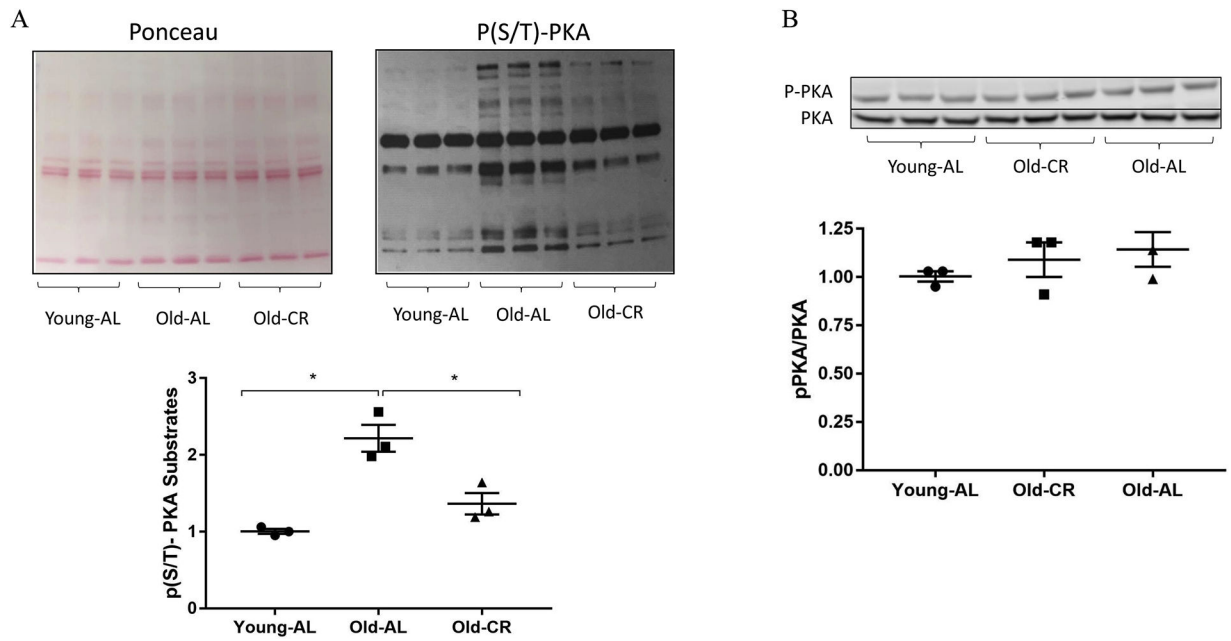 A
Ponceau
P(S/T)-PKA
Young-AL
Old-AL
Old-CR
Young-AL
Old-AL
Old-CR
p(S/T)- PKA Substrates
3
2
1
0
*
*
Young-AL
Old-AL
Old-CR
B
P-PKA
PKA
Young-AL
Old-CR
Old-AL
pPKA/PKA
1.25
1.00
0.75
0.50
0.25
0.00
Young-AL
Old-CR
Old-AL